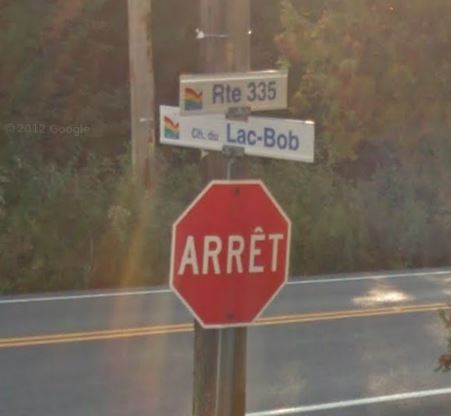 Rte 335
Ch. du Lac-Bob
ARRÊT
© 2012 Google